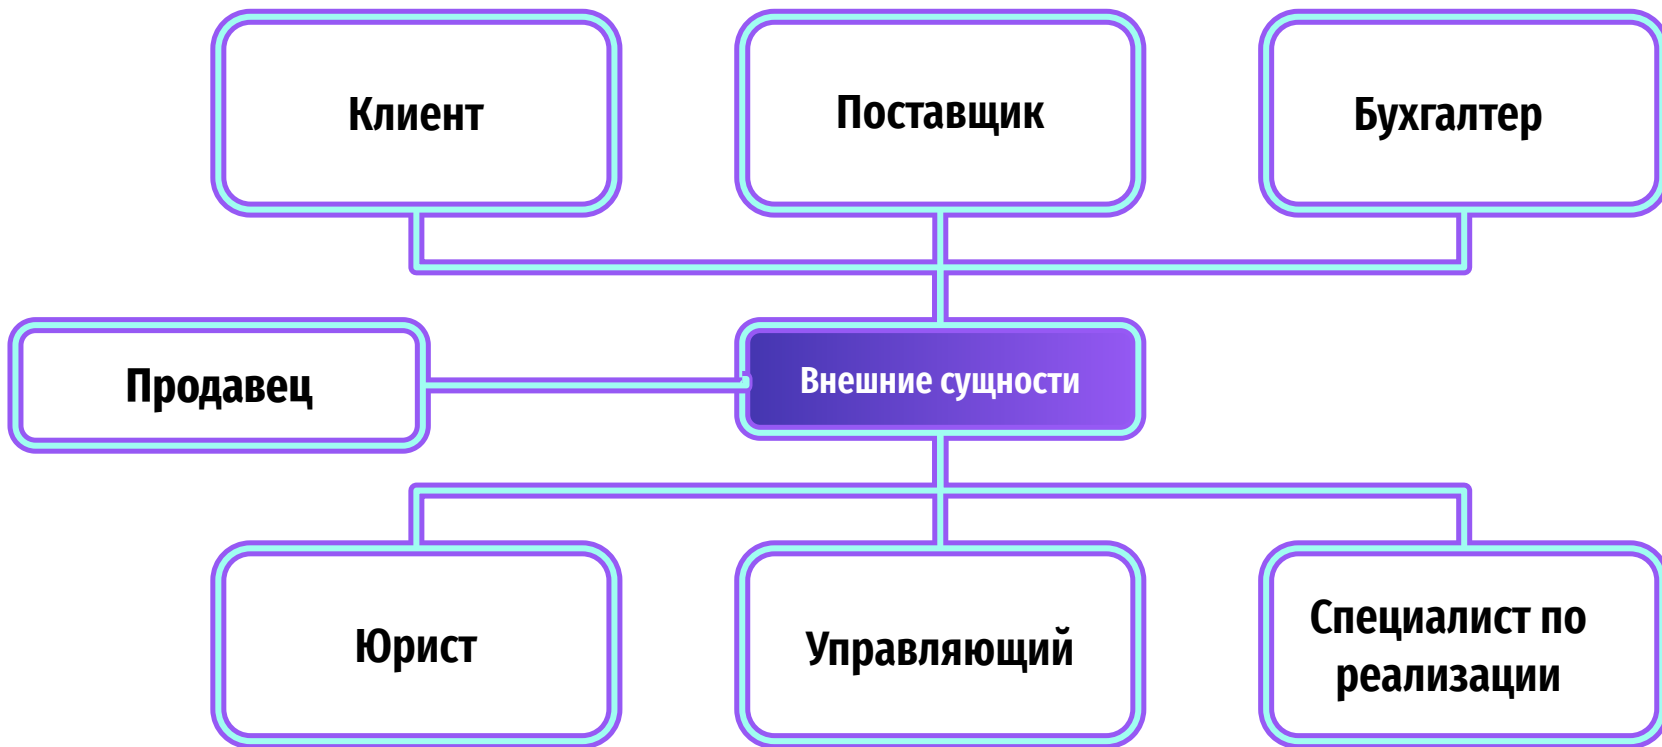 Клиент
Поставщик
Бухгалтер
Продавец
Внешние сущности
Юрист
Управляющий
Специалист по
реализации